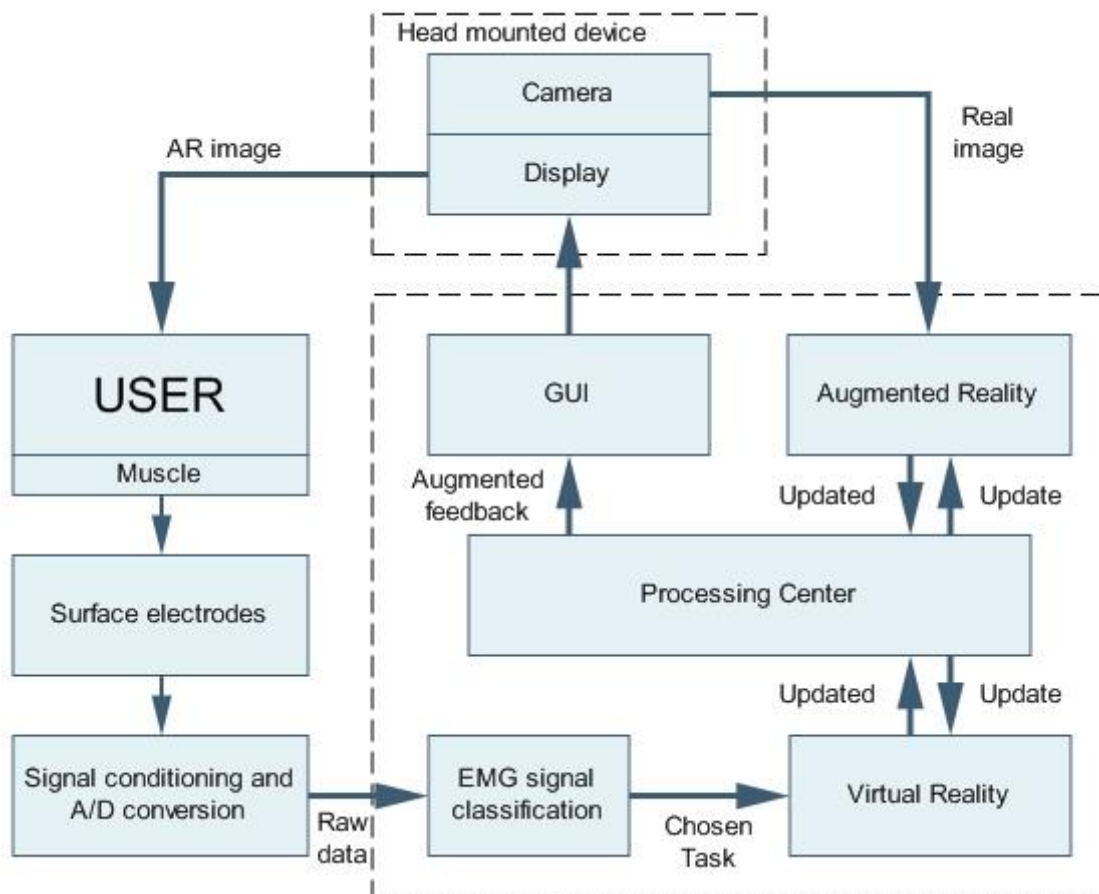 Head mounted device
Camera
Display
AR image
Real
image
USER
Muscle
GUI
Augmented Reality
Augmented
feedback
Updated
Update
Processing Center
Surface electrodes
Updated
Update
Signal conditioning and
A/D conversion
Raw
data
EMG signal
classification
Chosen
Task
Virtual Reality